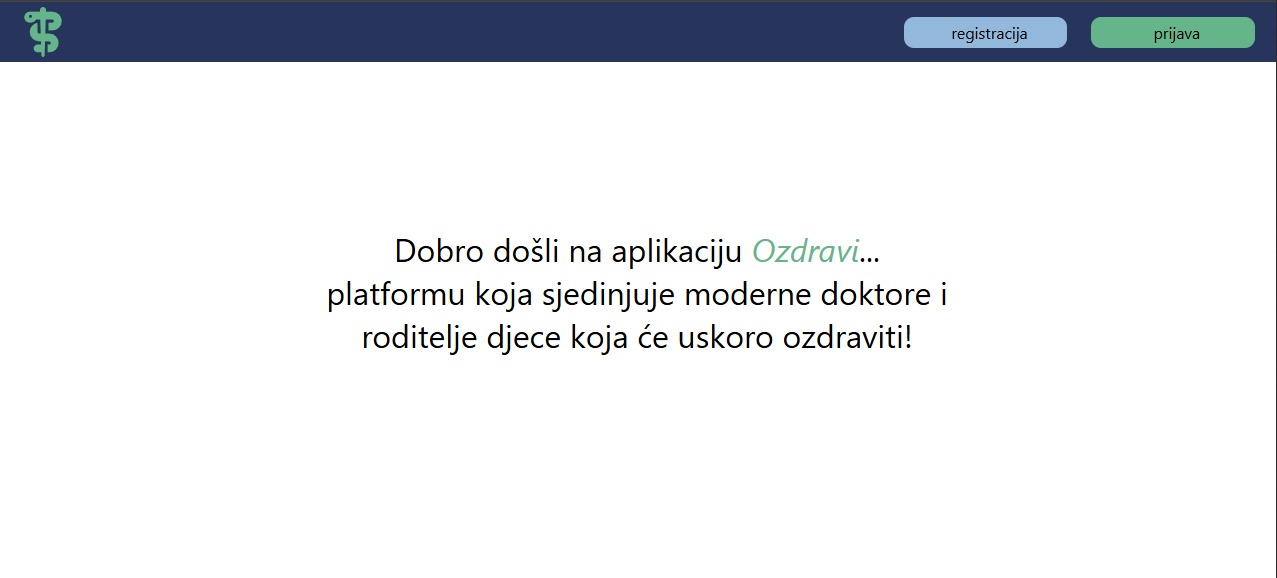 registracija
prijava
Dobro došli na aplikaciju Ozdravi...
platformu koja sjedinjuje moderne doktore i
roditelje djece koja će uskoro ozdraviti!